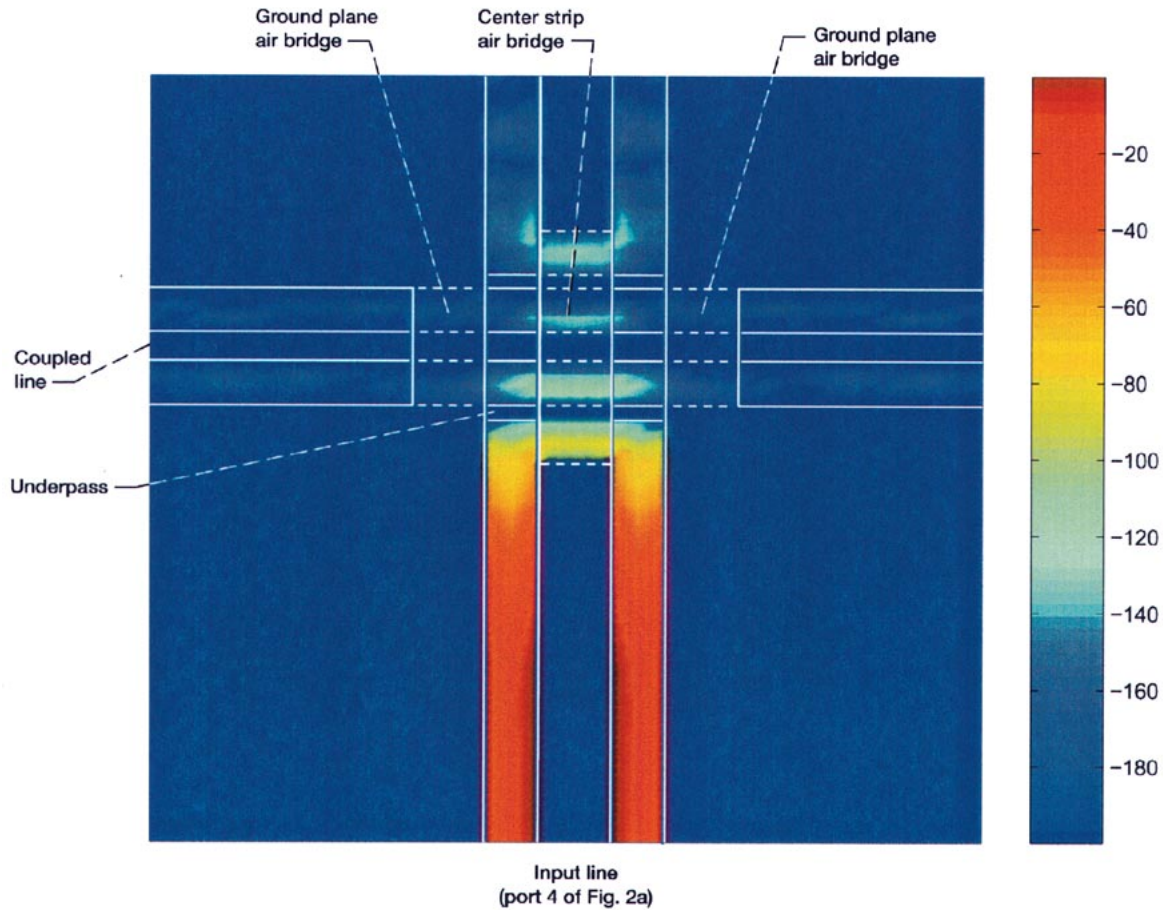 Ground plane
air bridge
Center strip
air bridge
Ground plane
air bridge
Coupled
line
Underpass
Input line
(port 4 of Fig. 2a)
−20
−40
−60
−80
−100
−120
−140
−160
−180